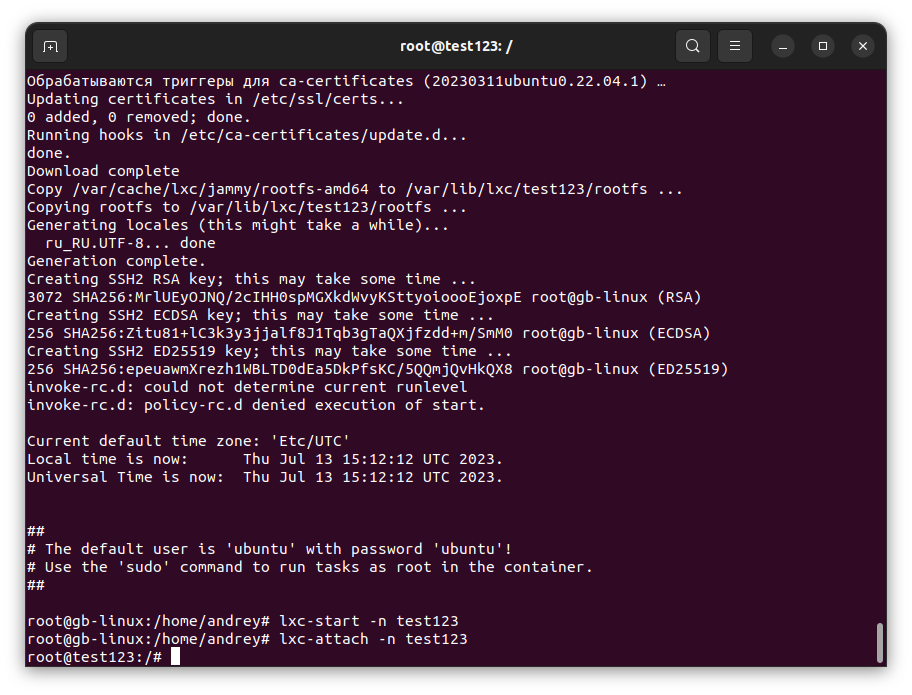 root@test123: /
Обрабатываются триггеры для ca-certificates (20230311ubuntu0.22.04.1) …
Updating certificates in /etc/ssl/certs...
0 added, 0 removed; done.
Running hooks in /etc/ca-certificates/update.d...
done.
Download complete
Copy /var/cache/lxc/jammy/rootfs-amd64 to /var/lib/lxc/test123/rootfs ...
Copying rootfs to /var/lib/lxc/test123/rootfs ...
Generating locales (this might take a while)...
  ru_RU.UTF-8... done
Generation complete.
Creating SSH2 RSA key; this may take some time ...
3072 SHA256:MrlUEyOJNQ/2cIHH0spMGXkdWvyKSttyoioooEjoxpE root@gb-linux (RSA)
Creating SSH2 ECDSA key; this may take some time ...
256 SHA256:Zitu81+lC3k3y3jjalf8J1Tqb3gTaQXjfzdd+m/SmM0 root@gb-linux (ECDSA)
Creating SSH2 ED25519 key; this may take some time ...
256 SHA256:epeuawmXrezh1WBLTD0dEa5DkPfsKC/5QQmjQvHkQX8 root@gb-linux (ED25519)
invoke-rc.d: could not determine current runlevel
invoke-rc.d: policy-rc.d denied execution of start.
Current default time zone: 'Etc/UTC'
Local time is now:      Thu Jul 13 15:12:12 UTC 2023.
Universal Time is now:  Thu Jul 13 15:12:12 UTC 2023.
##
# The default user is 'ubuntu' with password 'ubuntu'!
# Use the 'sudo' command to run tasks as root in the container.
##
root@gb-linux:/home/andrey# lxc-start -n test123
root@gb-linux:/home/andrey# lxc-attach -n test123
root@test123:/#